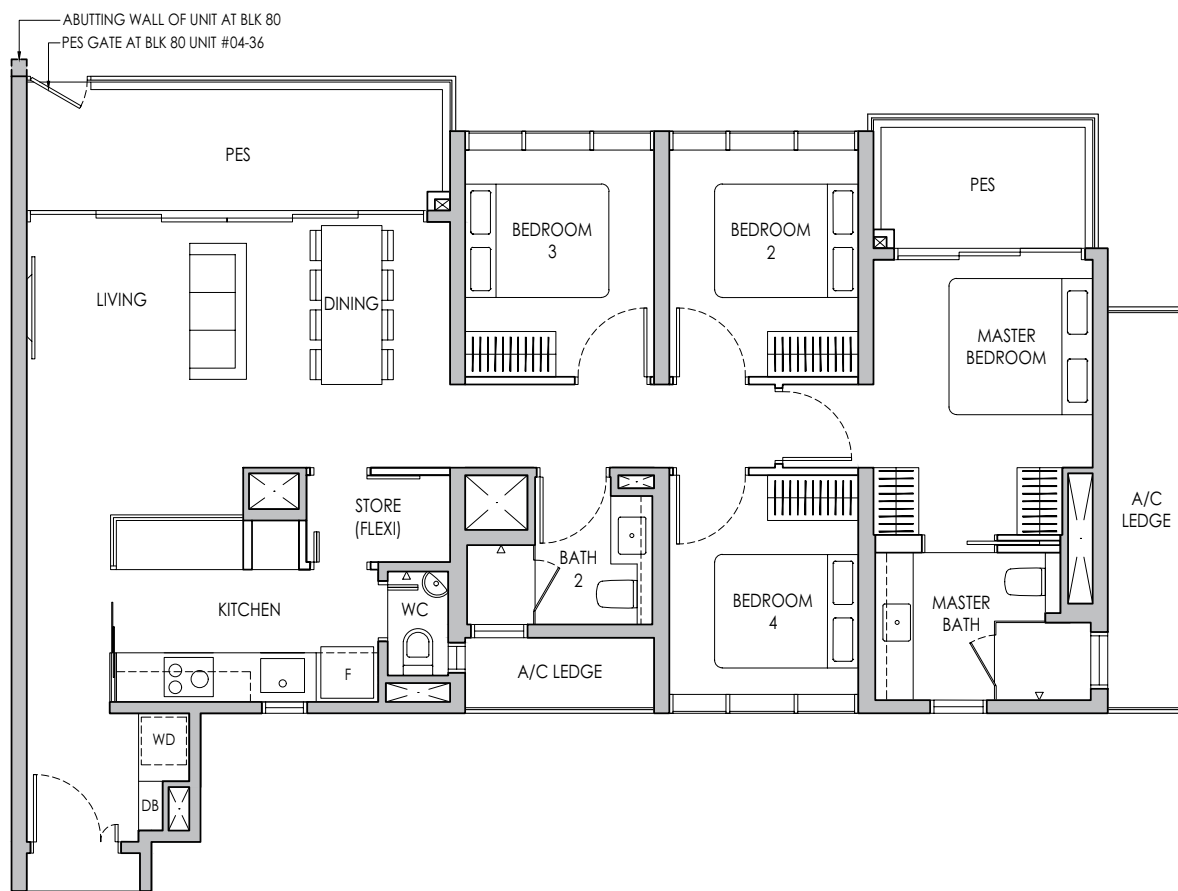 ABUTTING WALL OF UNIT AT BLK 80
PES GATE AT BLK 80 UNIT #04-36
PES
PES
BEDROOM
3
BEDROOM
2
LIVING
DINING
MASTER
BEDROOM
STORE
(FLEXI)
A/C
LEDGE
BATH
2
KITCHEN
WC
BEDROOM
4
MASTER
BATH
F
A/C LEDGE
WD
DB